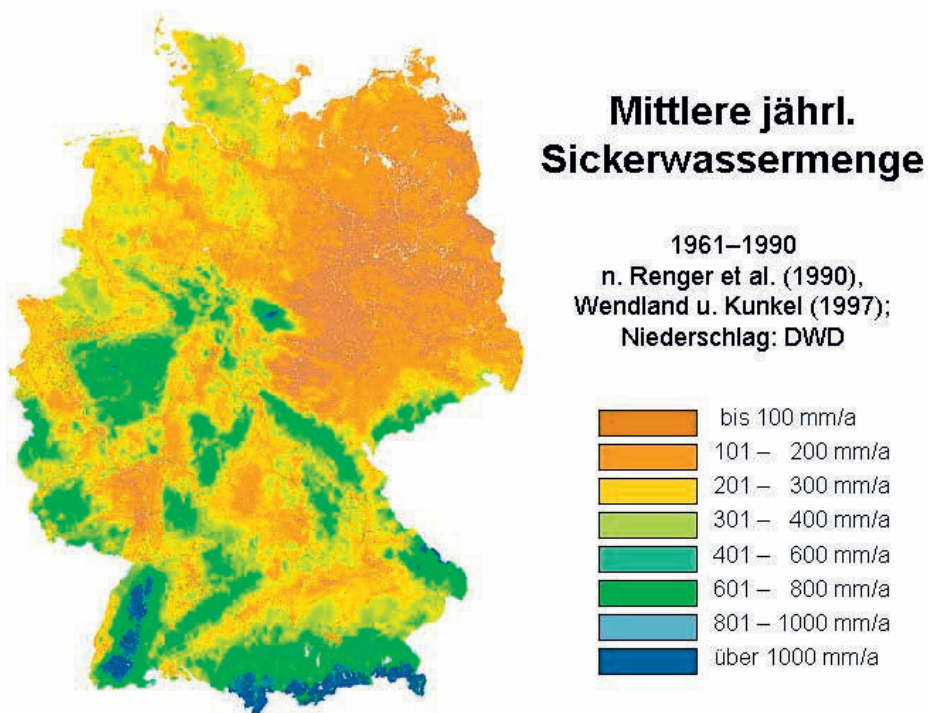 Mittlere jährl.
Sickerwassermenge
1961–1990
n. Renger et al. (1990),
Wendland u. Kunkel (1997);
Niederschlag: DWD
bis 100 mm/a
101 – 200 mm/a
201 – 300 mm/a
301 – 400 mm/a
401 – 600 mm/a
601 – 800 mm/a
801 – 1000 mm/a
über 1000 mm/a